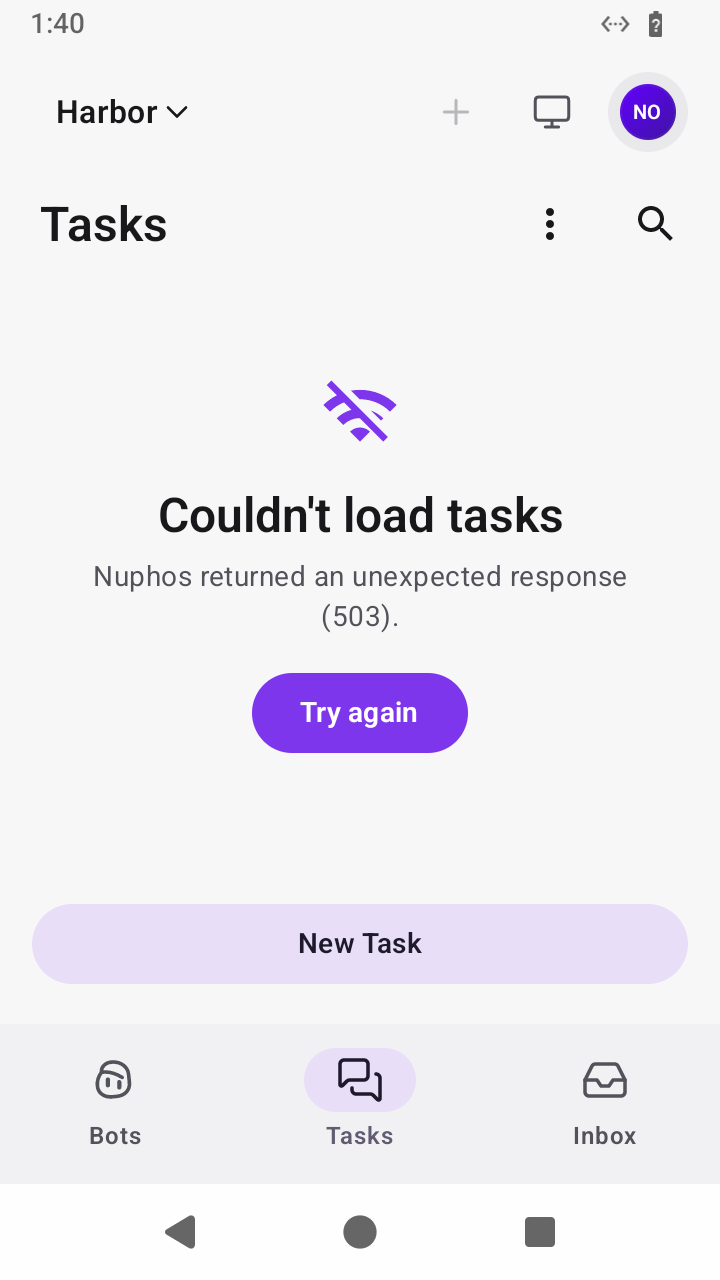 1:40
Harbor
NO
Tasks
Couldn't load tasks
Nuphos returned an unexpected response
(503).
Try again
New Task
Bots
Tasks
Inbox